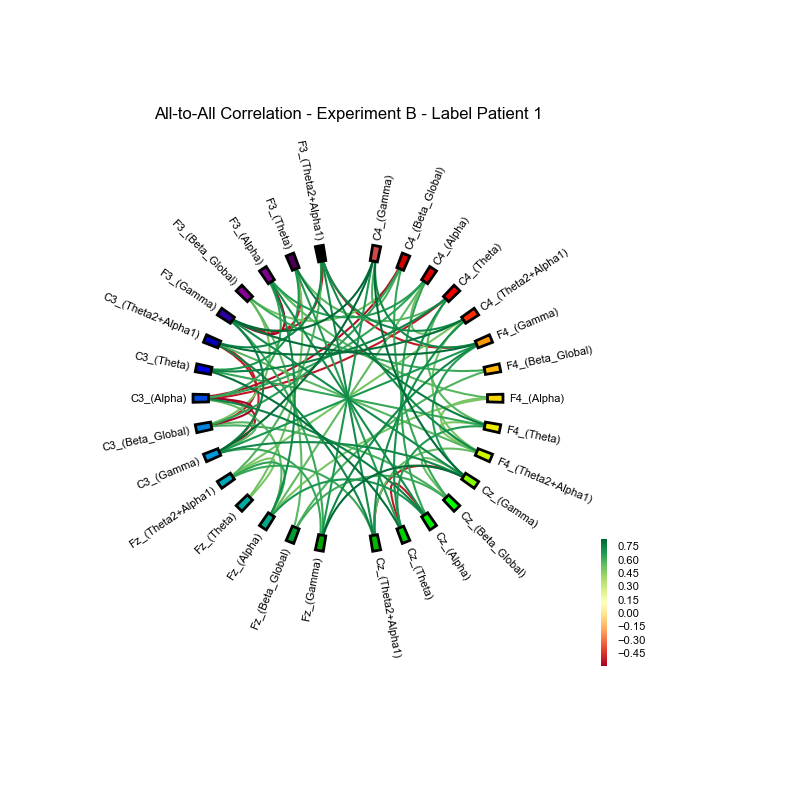 All-to-All Correlation - Experiment B - Label Patient 1
F3_(Theta2+Alpha1)
C4_(Gamma)
C4_(Beta_Global)
C4_(Alpha)
C4_(Theta)
C4_(Theta2+Alpha1)
F4_(Gamma)
F4_(Beta_Global)
F4_(Alpha)
F4_(Theta)
F4_(Theta2+Alpha1)
Cz_(Gamma)
Cz_(Beta_Global)
Cz_(Alpha)
Cz_(Theta)
Cz_(Theta2+Alpha1)
Fz_(Gamma)
Fz_(Beta_Global)
Fz_(Alpha)
Fz_(Theta)
Fz_(Theta2+Alpha1)
C3_(Gamma)
C3_(Beta_Global)
C3_(Alpha)
C3_(Theta)
C3_(Theta2+Alpha1)
F3_(Gamma)
F3_(Beta_Global)
F3_(Alpha)
F3_(Theta)
0.75
0.60
0.45
0.30
0.15
0.00
−0.15
−0.30
−0.45